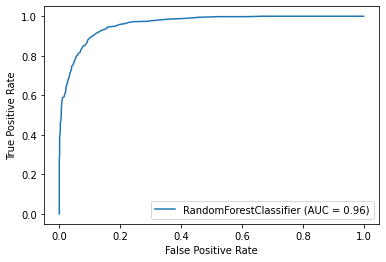 1.0
0.8
0.6
0.4
0.2
0.0
True Positive Rate
RandomForestClassifier (AUC = 0.96)
0.0 0.2 0.4 0.6 0.8 1.0
False Positive Rate